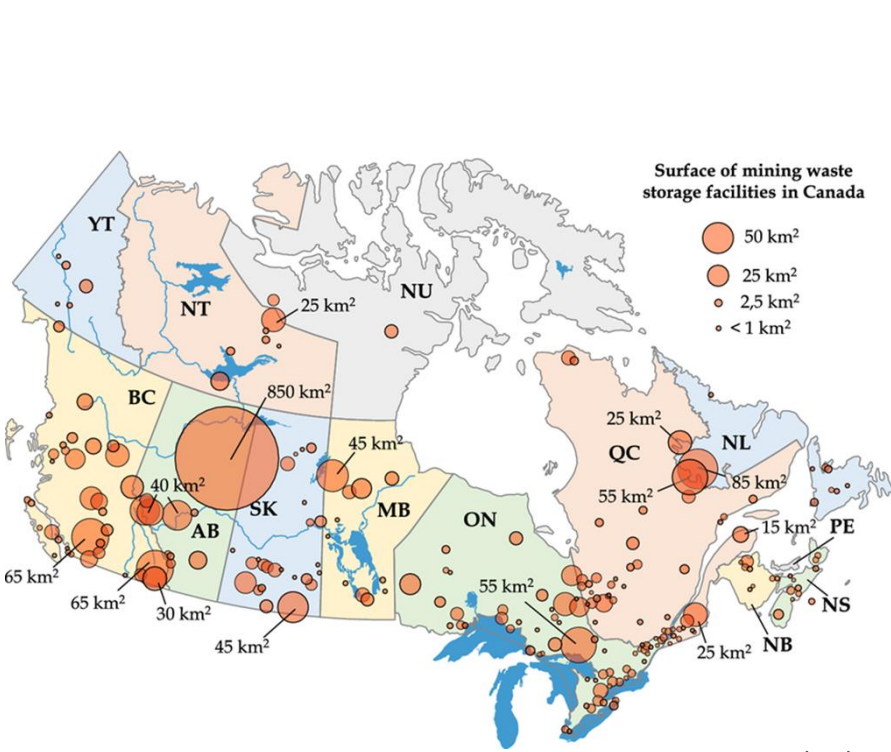 Surface of mining waste
storage facilities in Canada
50 km²
25 km²
2,5 km²
< 1 km²
YT
NT
NU
25 km²
850 km²
BC
45 km²
25 km²
NL
QC
85 km²
55 km²
40 km²
SK
MB
AB
ON
15 km²
PE
65 km²
65 km²
30 km²
55 km²
NS
45 km²
25 km²
NB